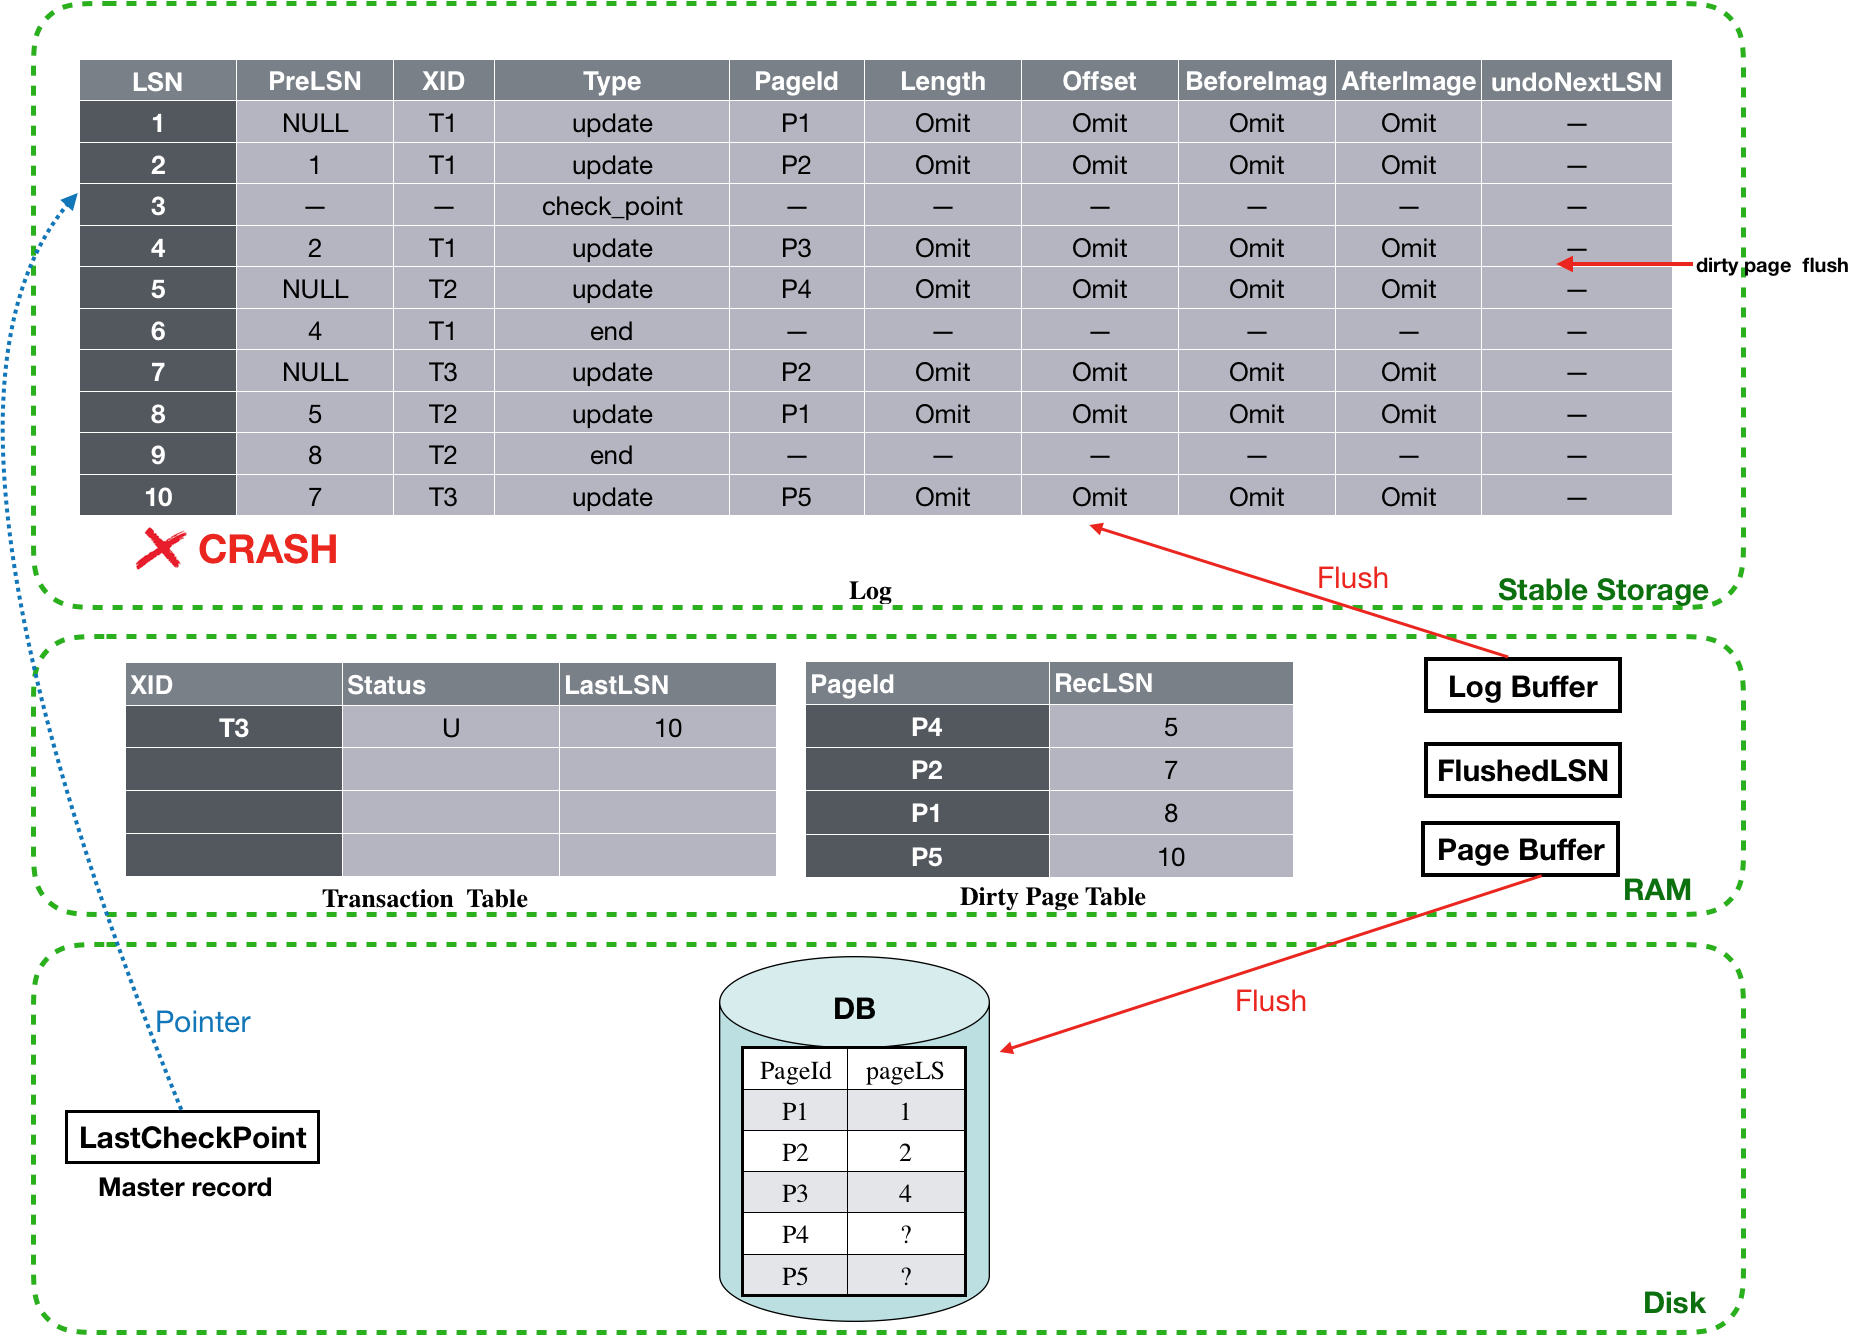 LSN PreLSN XID Type PageId Length Offset BeforeImag AfterImage undoNextLSN
1 NULL T1 update P1 Omit Omit Omit Omit —
2 1 T1 update P2 Omit Omit Omit Omit —
3 — — check_point — — — — — —
4 2 T1 update P3 Omit Omit Omit Omit —
dirty page flush
5 NULL T2 update P4 Omit Omit Omit Omit —
6 4 T1 end — — — — — —
7 NULL T3 update P2 Omit Omit Omit Omit —
8 5 T2 update P1 Omit Omit Omit Omit —
9 8 T2 end — — — — — —
10 7 T3 update P5 Omit Omit Omit Omit —
CRASH
Flush
Log
Stable Storage
XID Status LastLSN
T3 U 10
Transaction Table
PageId RecLSN
P4 5
P2 7
P1 8
P5 10
Dirty Page Table
Log Buffer
FlushedLSN
Page Buffer
RAM
Pointer
Flush
DB
PageId pageLS
P1 1
P2 2
P3 4
P4 ?
P5 ?
LastCheckPoint
Master record
Disk